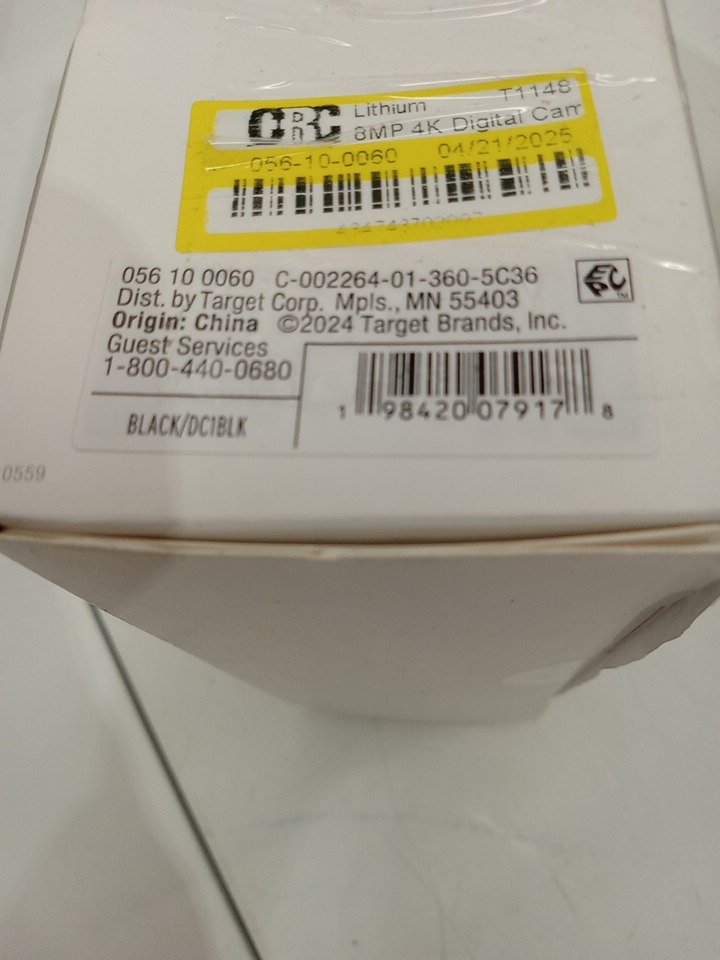 CRC Lithium T1148
8MP 4K Digital Cam
056-10-0060 04/21/2025
056 10 0060 C-002264-01-360-5C36
Dist. by Target Corp. Mpls., MN 55403
Origin: China ©2024 Target Brands, Inc.
Guest Services
1-800-440-0680
1 98420 07917 8
BLACK/DC1BLK
0559